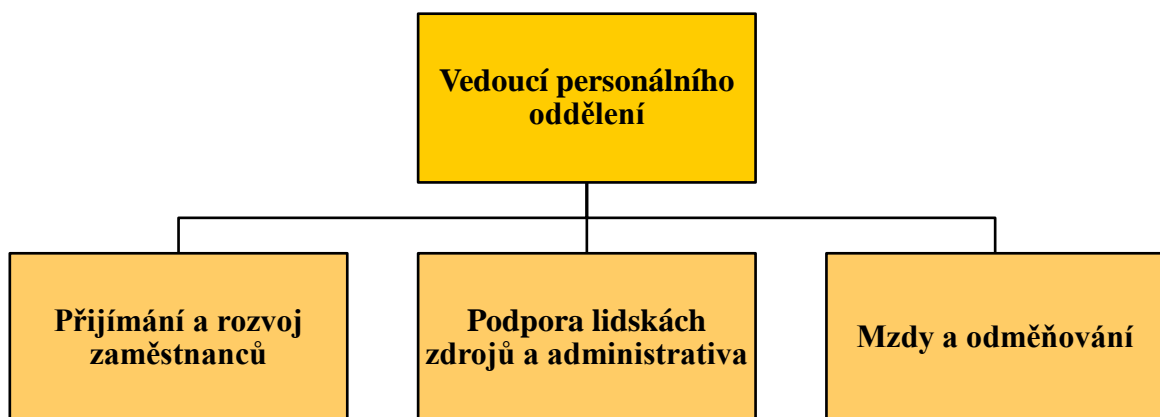 Vedoucí personálního
oddělení
Přijímání a rozvoj
zaměstnanců
Podpora lidskách
zdrojů a administrativa
Mzdy a odměňování